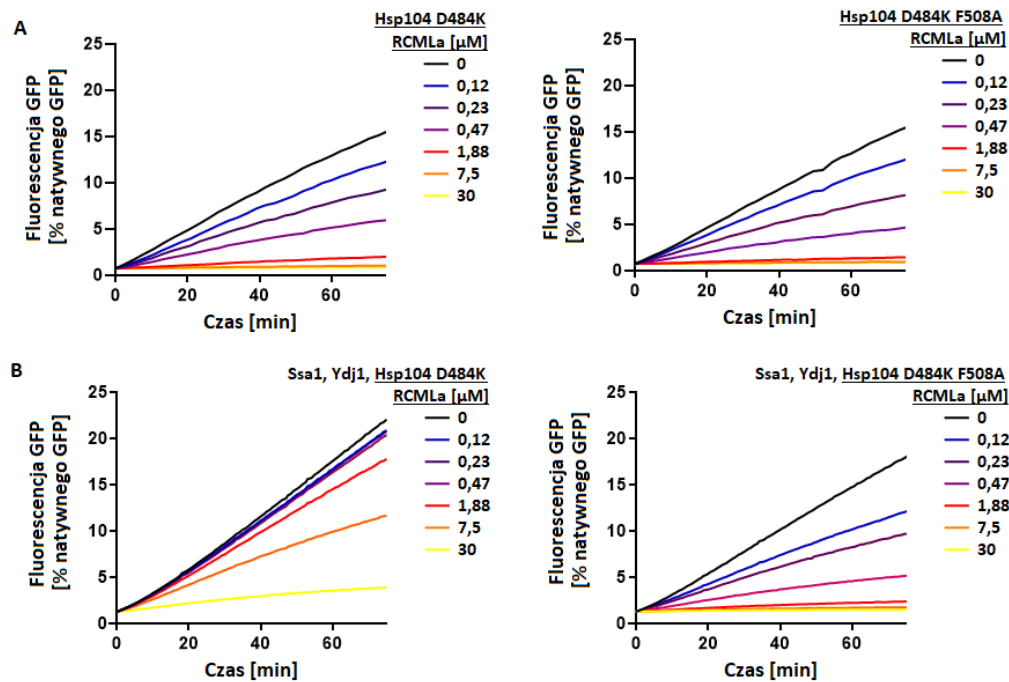 A
Hsp104 D484K
RCMLa [µM]
0
0,12
0,23
0,47
1,88
7,5
30
Fluorescencja GFP
[% natywnego GFP]
25
20
15
10
5
0
0 20 40 60
Czas [min]
Hsp104 D484K F508A
RCMLa [µM]
0
0,12
0,23
0,47
1,88
7,5
30
Fluorescencja GFP
[% natywnego GFP]
25
20
15
10
5
0
0 20 40 60
Czas [min]
B
Ssa1, Ydj1, Hsp104 D484K
RCMLa [µM]
0
0,12
0,23
0,47
1,88
7,5
30
Fluorescencja GFP
[% natywnego GFP]
25
20
15
10
5
0
0 20 40 60
Czas [min]
Ssa1, Ydj1, Hsp104 D484K F508A
RCMLa [µM]
0
0,12
0,23
0,47
1,88
7,5
30
Fluorescencja GFP
[% natywnego GFP]
25
20
15
10
5
0
0 20 40 60
Czas [min]